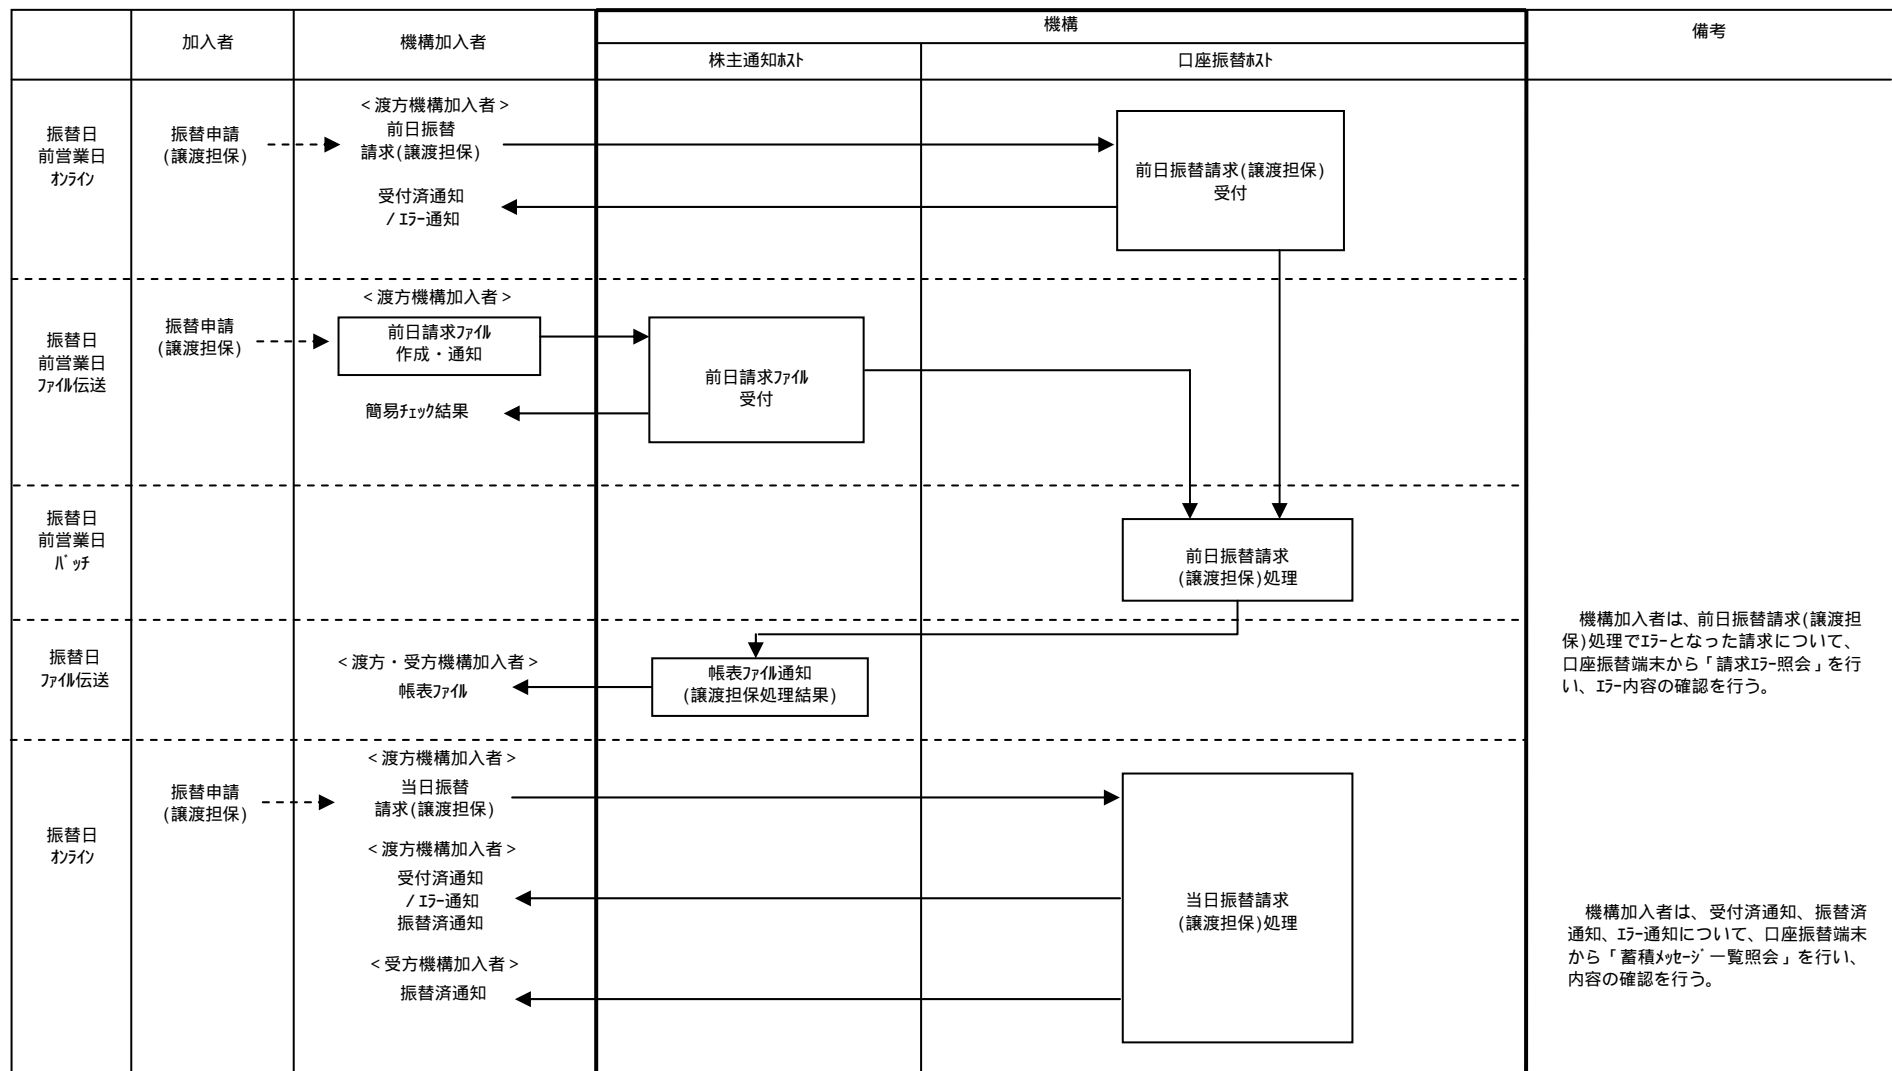 加入者
機構加入者
機構
備考
株主通知ﾎｽﾄ
口座振替ﾎｽﾄ
振替日
前営業日
ｵﾝﾗｲﾝ
振替申請
(譲渡担保)
<渡方機構加入者>
前日振替
請求(譲渡担保)
受付済通知
/ｴﾗｰ通知
前日振替請求(譲渡担保)
受付
振替日
前営業日
ﾌｧｲﾙ伝送
振替申請
(譲渡担保)
<渡方機構加入者>
前日請求ﾌｧｲﾙ
作成・通知
簡易ﾁｪｯｸ結果
前日請求ﾌｧｲﾙ
受付
振替日
前営業日
ﾊﾞｯﾁ
前日振替請求
(譲渡担保)処理
振替日
ﾌｧｲﾙ伝送
<渡方・受方機構加入者>
帳表ﾌｧｲﾙ
帳表ﾌｧｲﾙ通知
(譲渡担保処理結果)
機構加入者は、前日振替請求(譲渡担
保)処理でｴﾗｰとなった請求について、
口座振替端末から「請求ｴﾗｰ照会」を行
い、ｴﾗｰ内容の確認を行う。
振替日
ｵﾝﾗｲﾝ
振替申請
(譲渡担保)
<渡方機構加入者>
当日振替
請求(譲渡担保)
<渡方機構加入者>
受付済通知
/ｴﾗｰ通知
振替済通知
<受方機構加入者>
振替済通知
当日振替請求
(譲渡担保)処理
機構加入者は、受付済通知、振替済
通知、ｴﾗｰ通知について、口座振替端末
から「蓄積ﾒｯｾｰｼﾞ一覧照会」を行い、
内容の確認を行う。